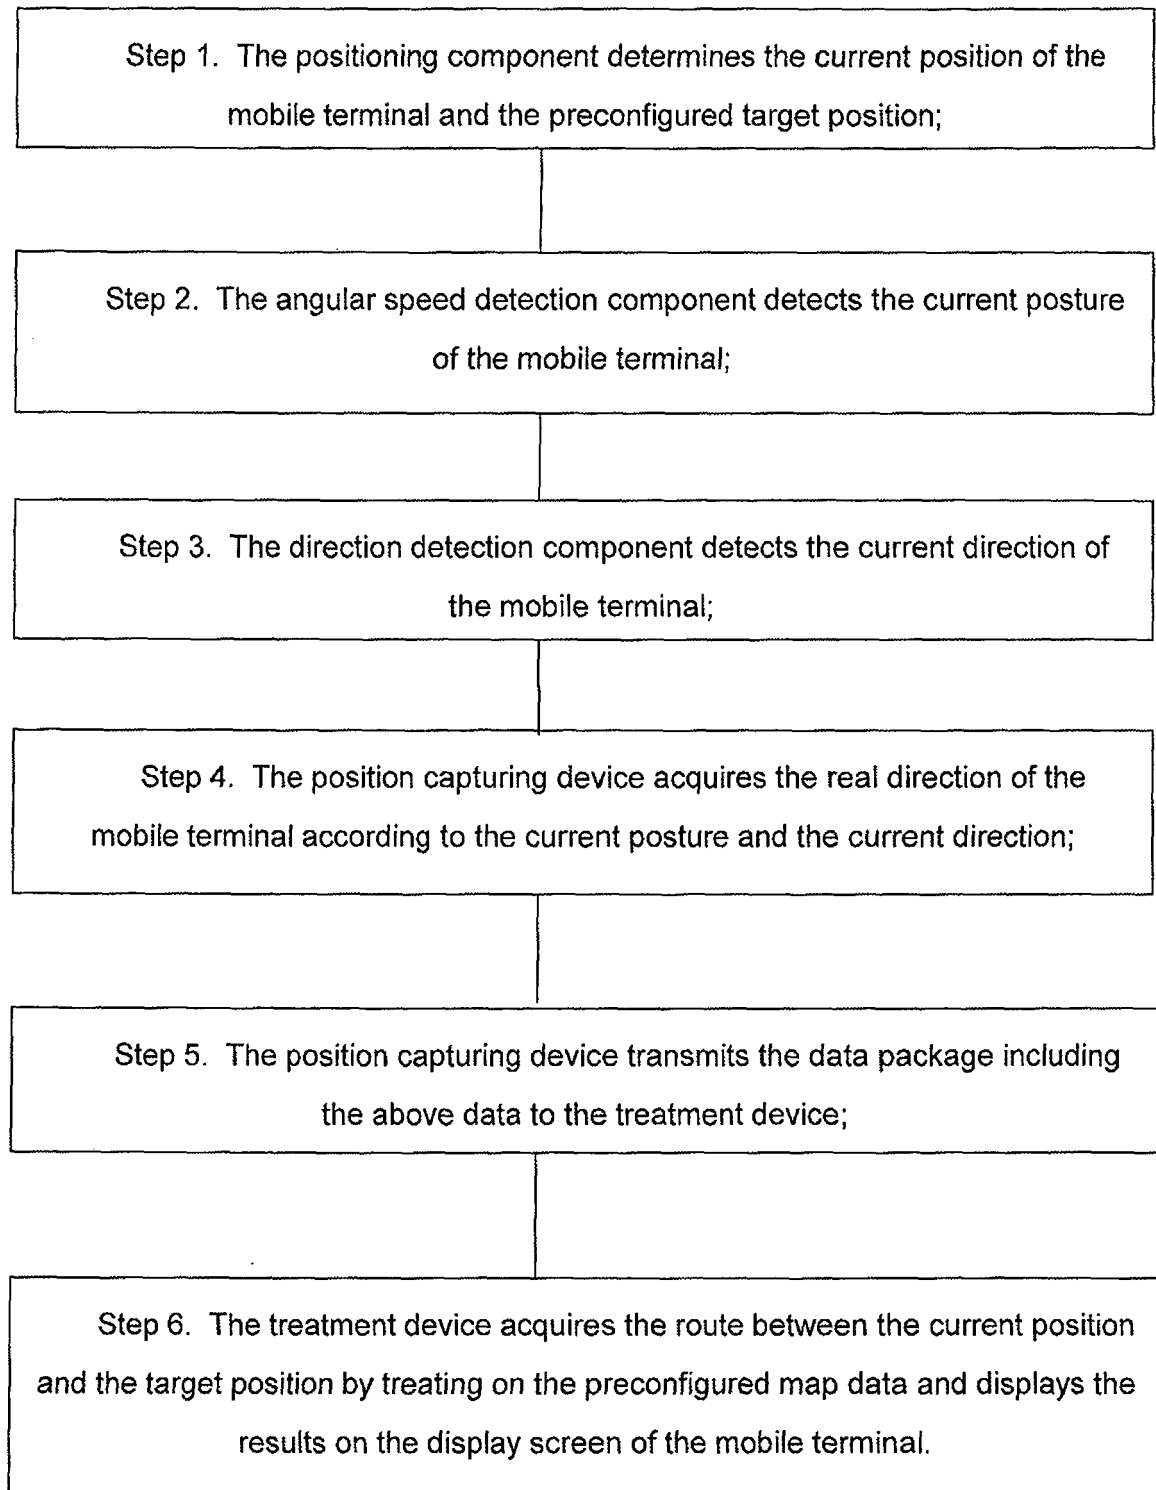 Step 1. The positioning component determines the current position of the
mobile terminal and the preconfigured target position;
Step 2. The angular speed detection component detects the current posture
of the mobile terminal;
Step 3. The direction detection component detects the current direction of
the mobile terminal;
Step 4. The position capturing device acquires the real direction of the
mobile terminal according to the current posture and the current direction;
Step 5. The position capturing device transmits the data package including
the above data to the treatment device;
Step 6. The treatment device acquires the route between the current position
and the target position by treating on the preconfigured map data and displays the
results on the display screen of the mobile terminal.